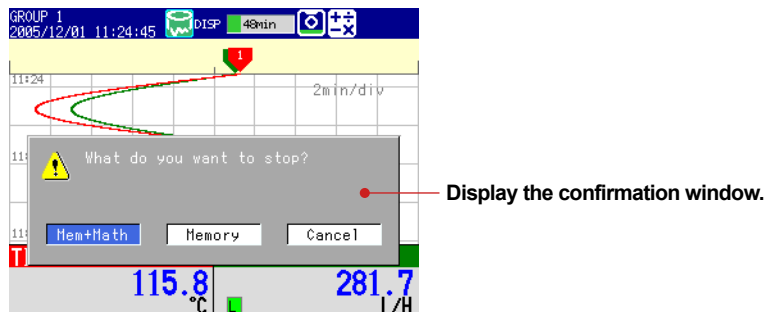 GROUP 1
2005/12/01 11:24:45 DISP 48min
1
11:24
2min/div
What do you want to stop?
Display the confirmation window.
Mem+Math Memory Cancel
T
115.8 281.7
°C L L/H